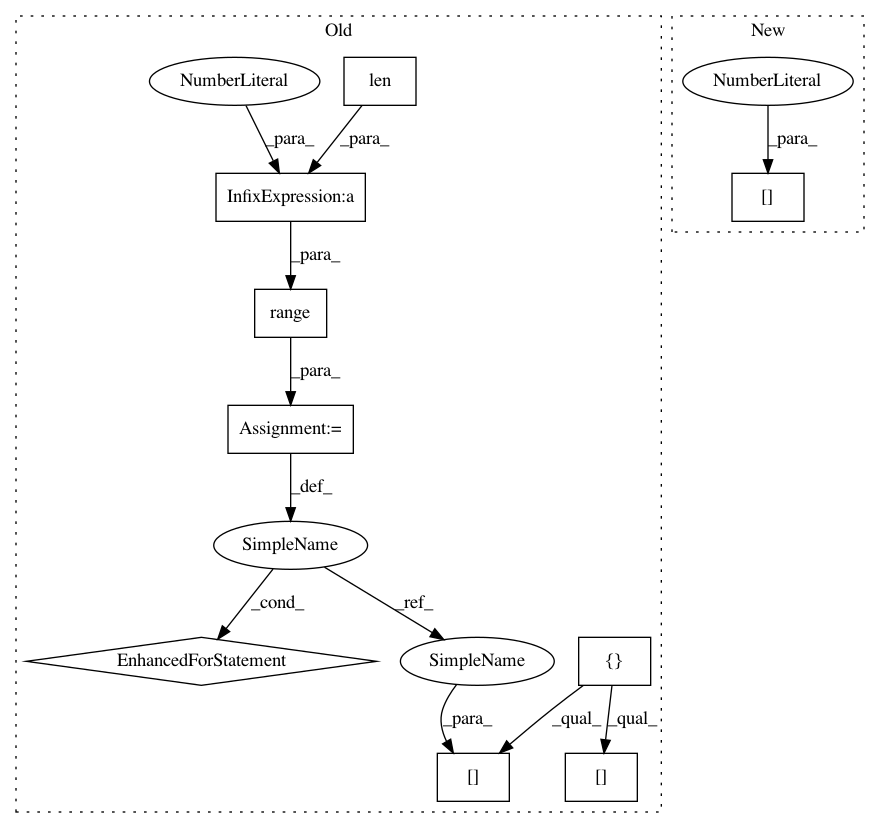 Old
New
NumberLiteral
len
NumberLiteral
_para_
_para_
_para_
InfixExpression:a
[]
_para_
range
_para_
Assignment:=
_def_
SimpleName
_cond_
_ref_
EnhancedForStatement
SimpleName
{}
_para_
_qual_
_qual_
[]
[]